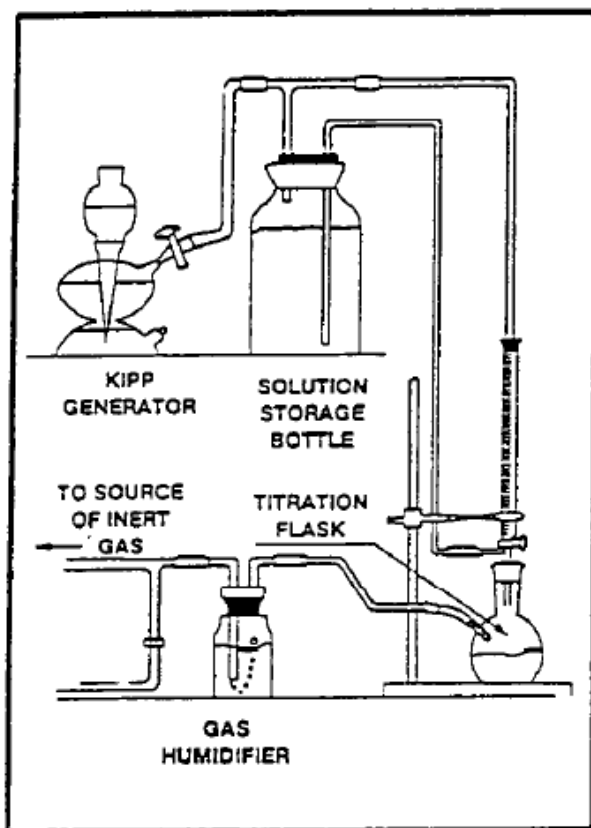 KIPP
GENERATOR
SOLUTION
STORAGE
BOTTLE
TO SOURCE
OF INERT
GAS
TITRATION
FLASK
GAS
HUMIDIFIER